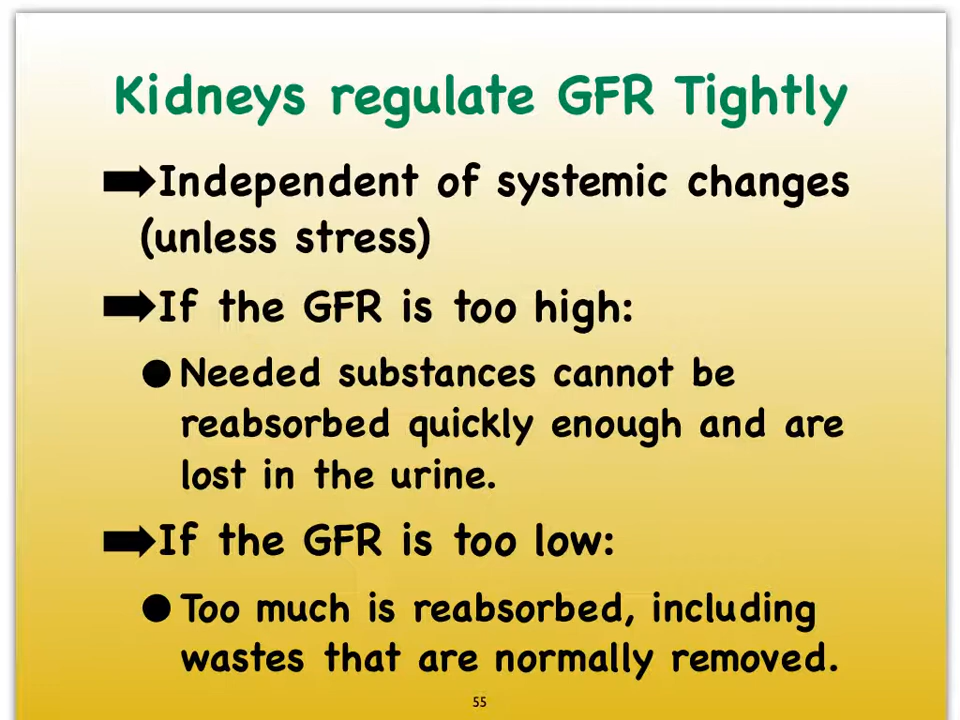 Kidneys regulate GFR Tightly
➡Independent of systemic changes
(unless stress)
➡If the GFR is too high:
●Needed substances cannot be
reabsorbed quickly enough and are
lost in the urine.
➡If the GFR is too low:
●Too much is reabsorbed, including
wastes that are normally removed.
55